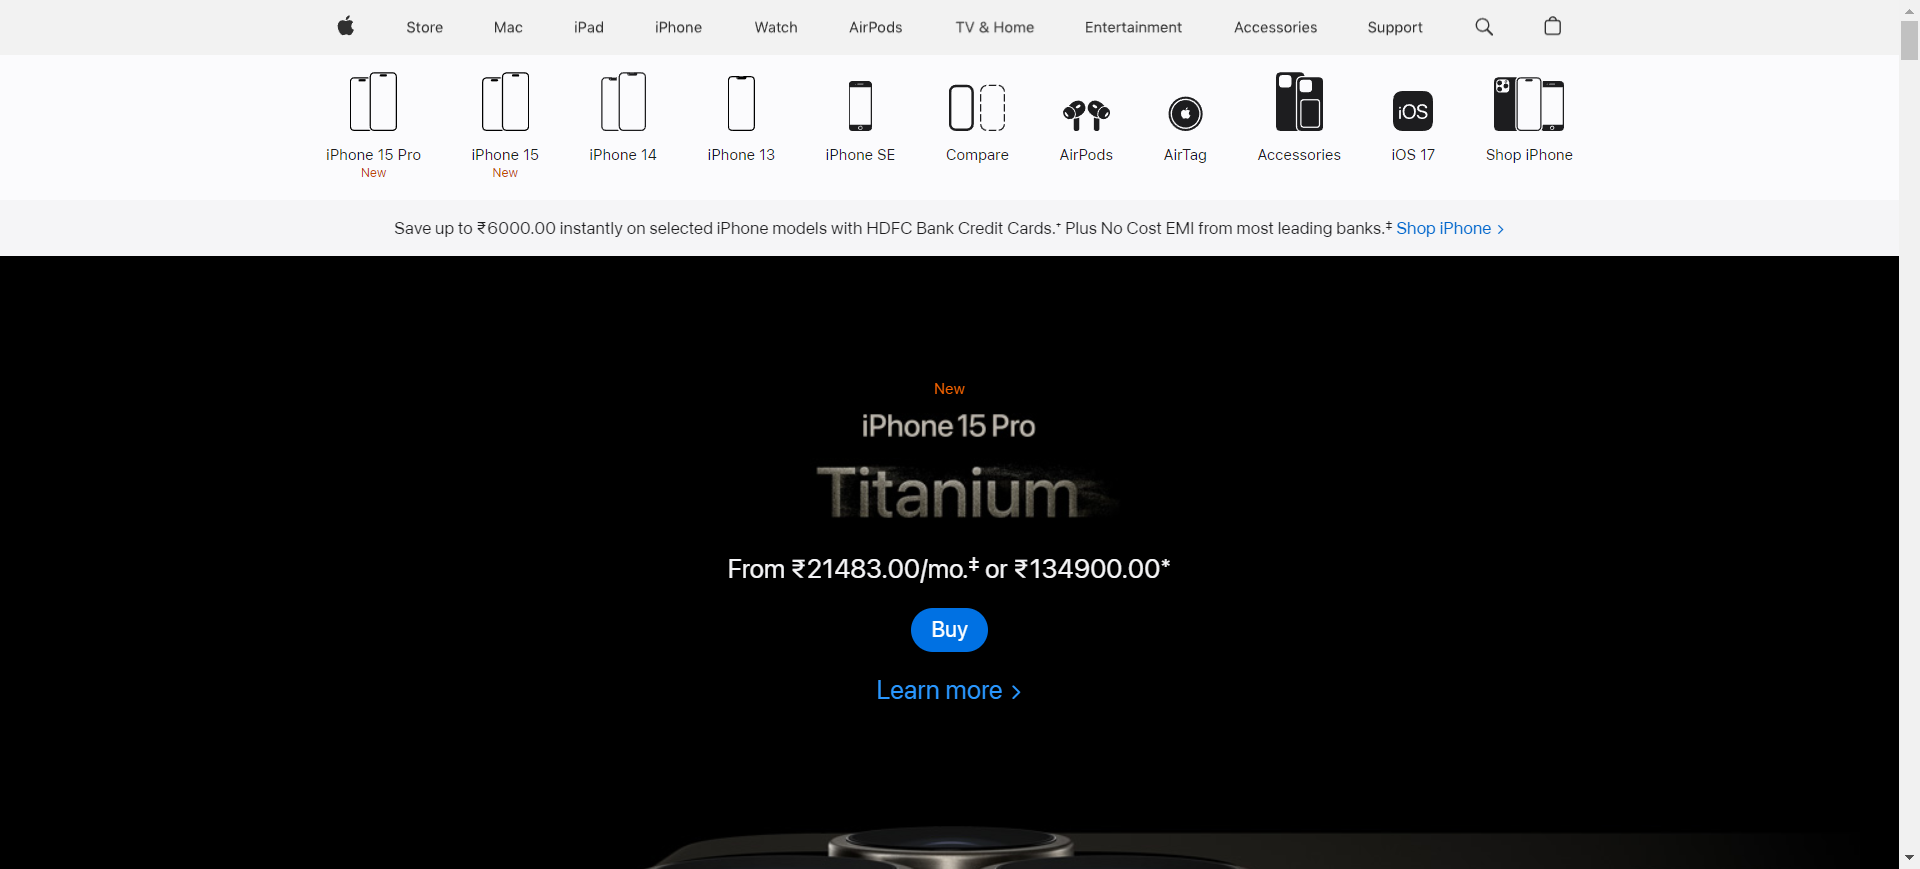 Store Mac iPad iPhone Watch AirPods TV & Home Entertainment Accessories Support
iOS
iPhone 15 Pro iPhone 15 iPhone 14 iPhone 13 iPhone SE Compare AirPods AirTag Accessories iOS 17 Shop iPhone
New New
Save up to ₹6000.00 instantly on selected iPhone models with HDFC Bank Credit Cards.⁺ Plus No Cost EMI from most leading banks.‡ Shop iPhone >
New
iPhone 15 Pro
Titanium
From ₹21483.00/mo.‡ or ₹134900.00*
Buy
Learn more >